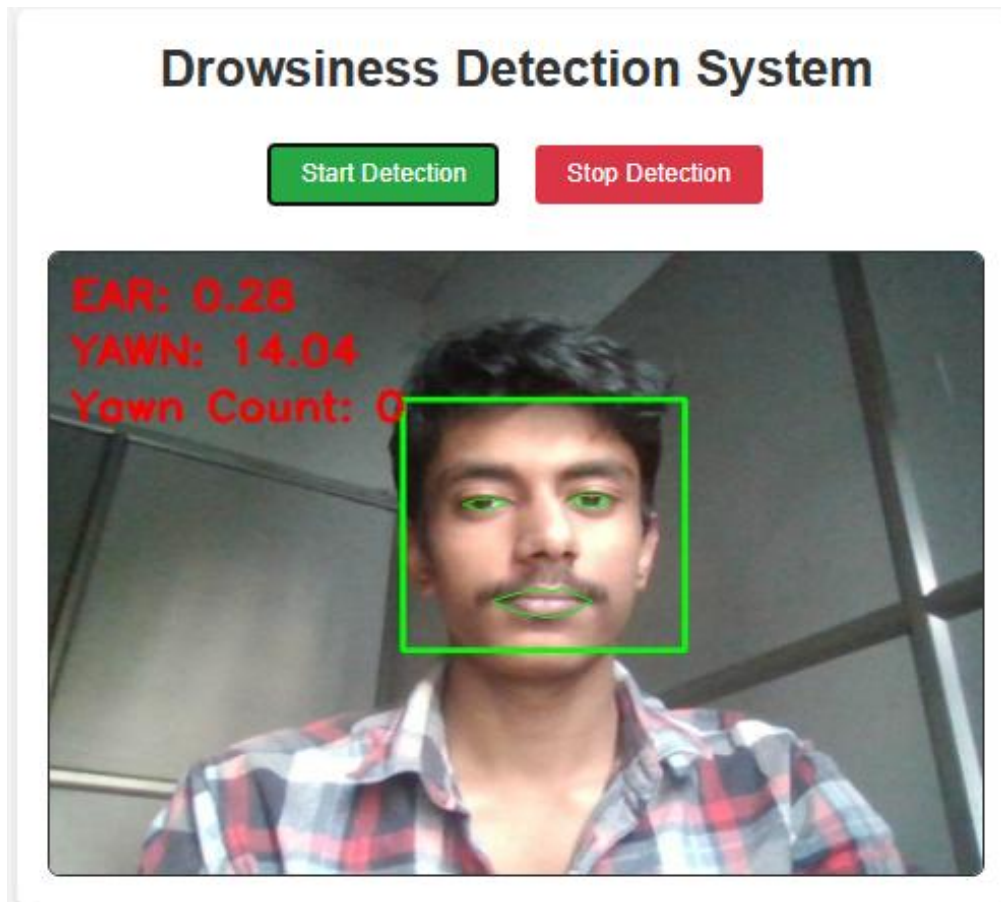 Drowsiness Detection System
Start Detection Stop Detection
EAR: 0.28
YAWN: 14.04
Yawn Count: 0